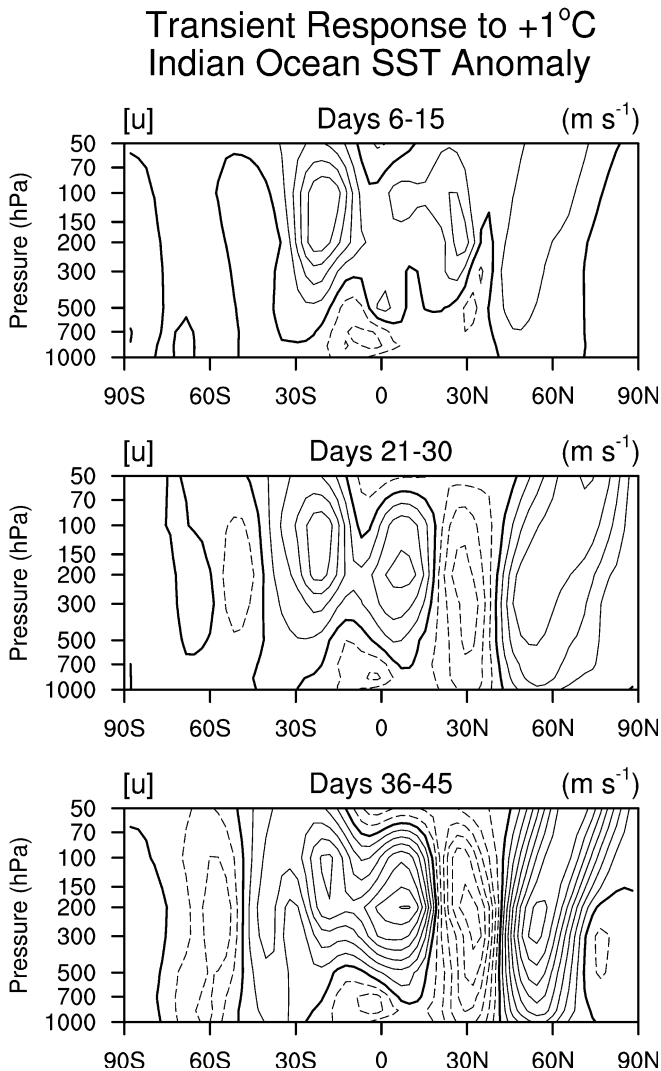 Transient Response to +1°C
Indian Ocean SST Anomaly
[u] Days 6-15 (m s⁻¹)
Pressure (hPa)
50
70
100
150
200
300
500
700
1000
90S 60S 30S 0 30N 60N 90N
[u] Days 21-30 (m s⁻¹)
Pressure (hPa)
50
70
100
150
200
300
500
700
1000
90S 60S 30S 0 30N 60N 90N
[u] Days 36-45 (m s⁻¹)
Pressure (hPa)
50
70
100
150
200
300
500
700
1000
90S 60S 30S 0 30N 60N 90N